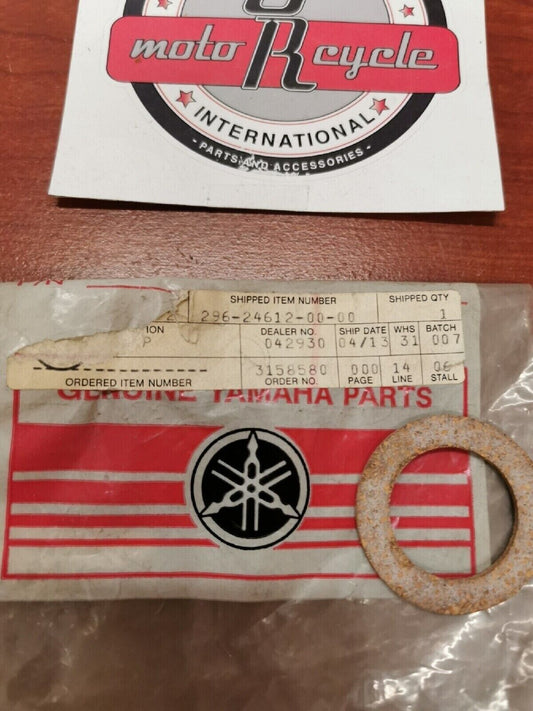 moto R cycle
INTERNATIONAL
- PARTS AND ACCESSORIES -
SHIPPED ITEM NUMBER SHIPPED QTY
296-24612-00-00 1
ION DEALER NO. SHIP DATE WHS BATCH
P 042930 04/13 31 007
3158580 000 14 06
ORDERED ITEM NUMBER ORDER NO. PAGE LINE STALL
GENUINE YAMAHA PARTS